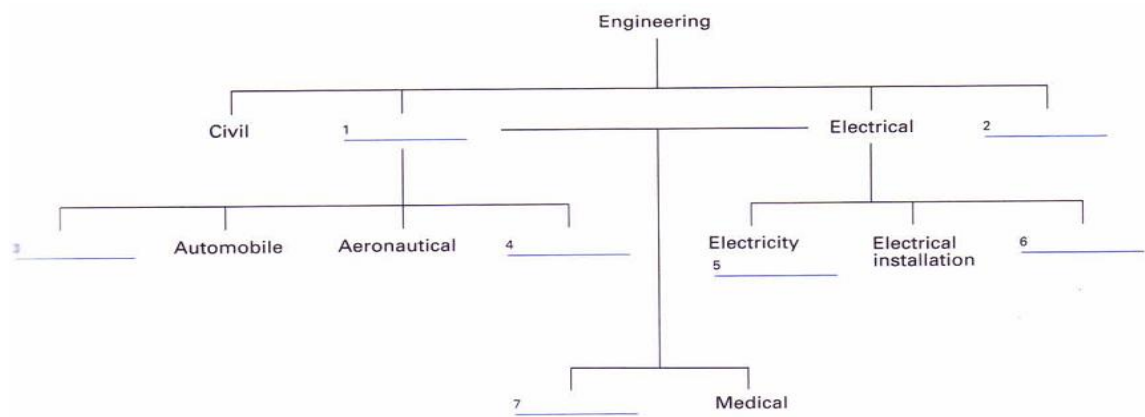 Engineering
Civil
1
Electrical
2
3
Automobile
Aeronautical
4
Electricity
5
Electrical
installation
6
7
Medical